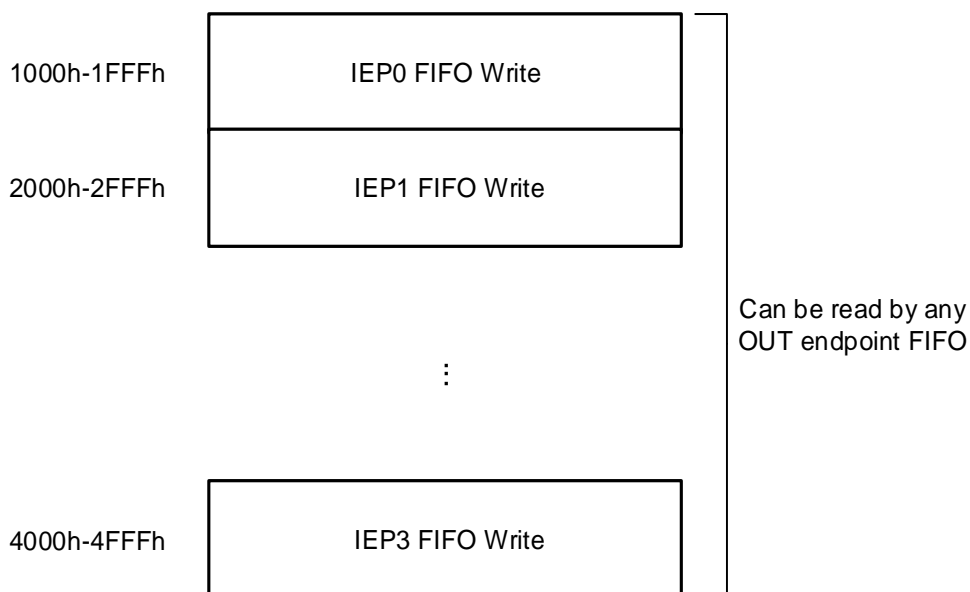 1000h-1FFFh
IEP0 FIFO Write
2000h-2FFFh
IEP1 FIFO Write
Can be read by any
OUT endpoint FIFO
...
4000h-4FFFh
IEP3 FIFO Write